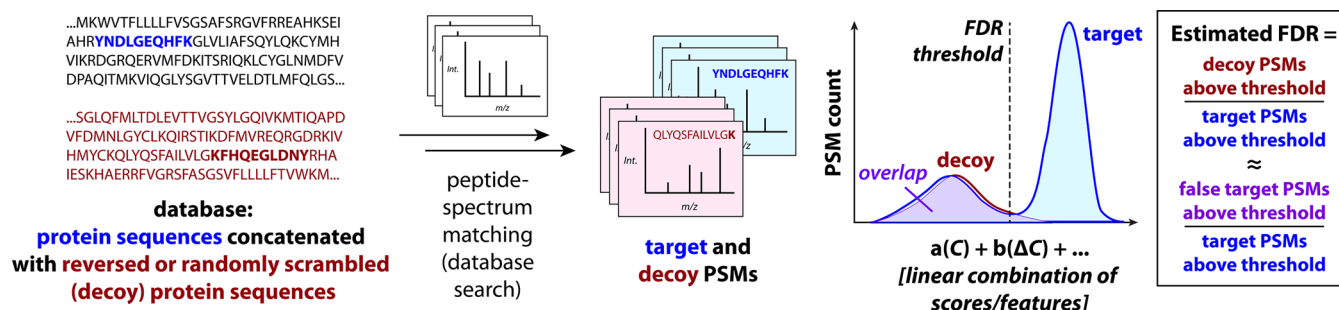 ...MKWVTFLLLLFVSGSAFSRGVFRREAHKSEI
AHRYNDLGEQHFKGLVLIAFSQYLQKCYMH
VIKRDGRQERVMFDKITSRIQKLCYGLNMDFV
DPAQITMKVIQGLYSGVTTVELDTLMFQLGS...
...SGLQFMLTDLEVTTVGSYLGQIVKMTIQAPD
VFDMNLGYCLKQIRSTIKDFMVREQRGDRKIV
HMYCKQLYQSFAILVLGKFHQEGLDNYRHA
IESKHAERRFVGRSFASGSVFLLLLFTVWKM...
database:
protein sequences concatenated
with reversed or randomly scrambled
(decoy) protein sequences
Int.
m/z
peptide-
spectrum
matching
(database
search)
YNDLGEQHFK
m/z
QLYQSFAILVLGK
Int.
m/z
target and
decoy PSMs
PSM count
FDR
threshold
target
decoy
overlap
a(C) + b(ΔC) + ...
[linear combination of
scores/features]
Estimated FDR =
decoy PSMs
above threshold
target PSMs
above threshold
≈
false target PSMs
above threshold
target PSMs
above threshold